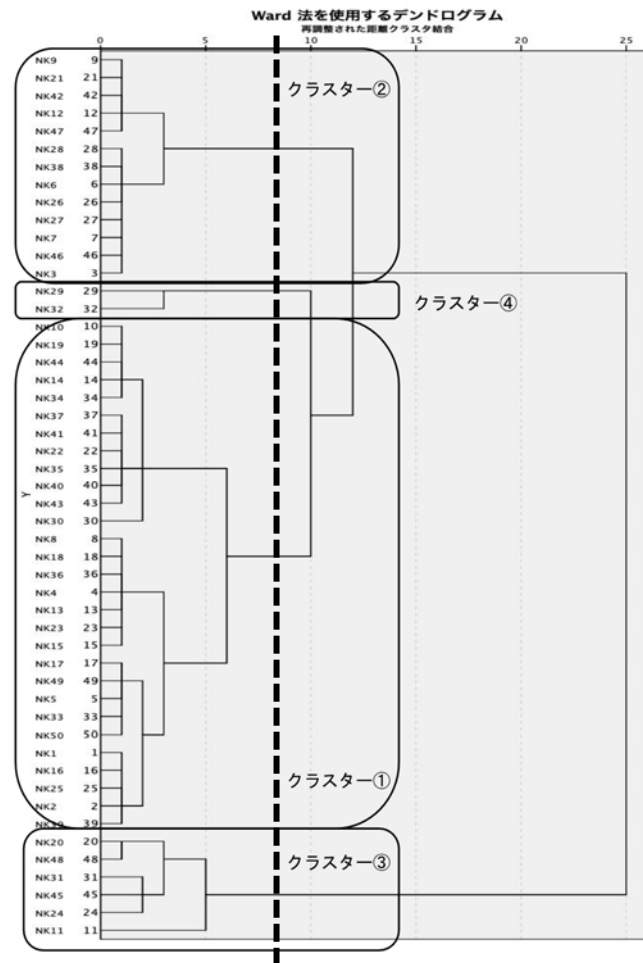 Ward 法を使用するデンドログラム
再調整された距離クラスタ結合
0 5 10 15 20 25
NK9 9
NK21 21
クラスター②
NK42 42
NK12 12
NK47 47
NK28 28
NK38 38
NK6 6
NK26 26
NK27 27
NK7 7
NK46 46
NK3 3
NK29 29
クラスター④
NK32 32
NK10 10
NK19 19
NK44 44
NK14 14
NK34 34
NK37 37
NK41 41
NK22 22
NK35 35
NK40 40
Y
NK43 43
NK30 30
NK8 8
NK18 18
NK36 36
NK4 4
NK13 13
NK23 23
NK15 15
NK17 17
NK49 49
NK5 5
NK33 33
NK50 50
NK1 1
NK16 16
クラスター①
NK25 25
NK2 2
NK39 39
NK20 20
NK48 48
クラスター③
NK31 31
NK45 45
NK24 24
NK11 11